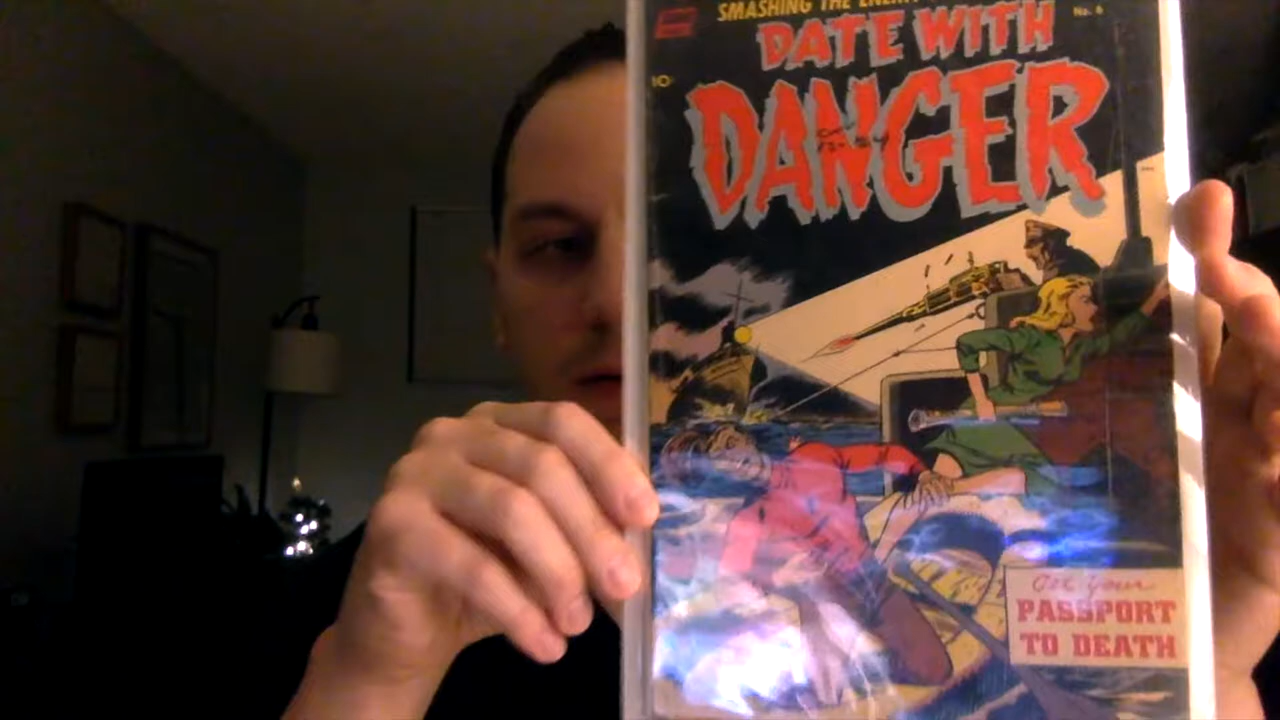 SMASHING THE ENEMY
No. 6
DATE WITH
10¢
DANGER
Get your
PASSPORT
TO DEATH